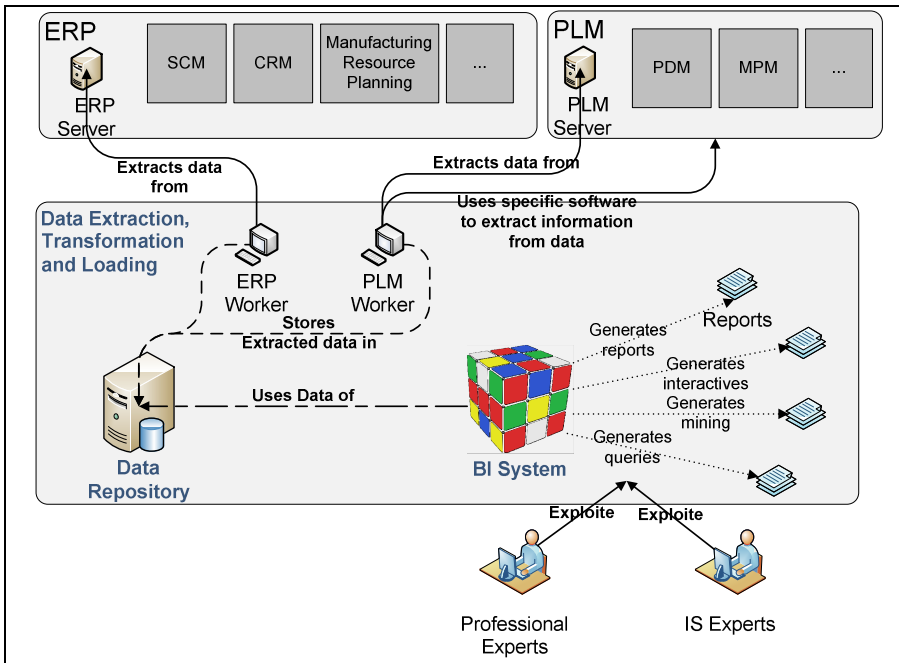 ERP
ERP
Server
SCM
CRM
Manufacturing
Resource
Planning
...
PLM
PLM
Server
PDM
MPM
...
Extracts data
from
Extracts data from
Uses specific software
to extract information
from data
Data Extraction,
Transformation
and Loading
ERP
Worker
PLM
Worker
Stores
Extracted data in
Uses Data of
Data
Repository
BI System
Generates
reports
Reports
Generates
interactives
Generates
mining
Generates
queries
Exploite
Exploite
Professional
Experts
IS Experts